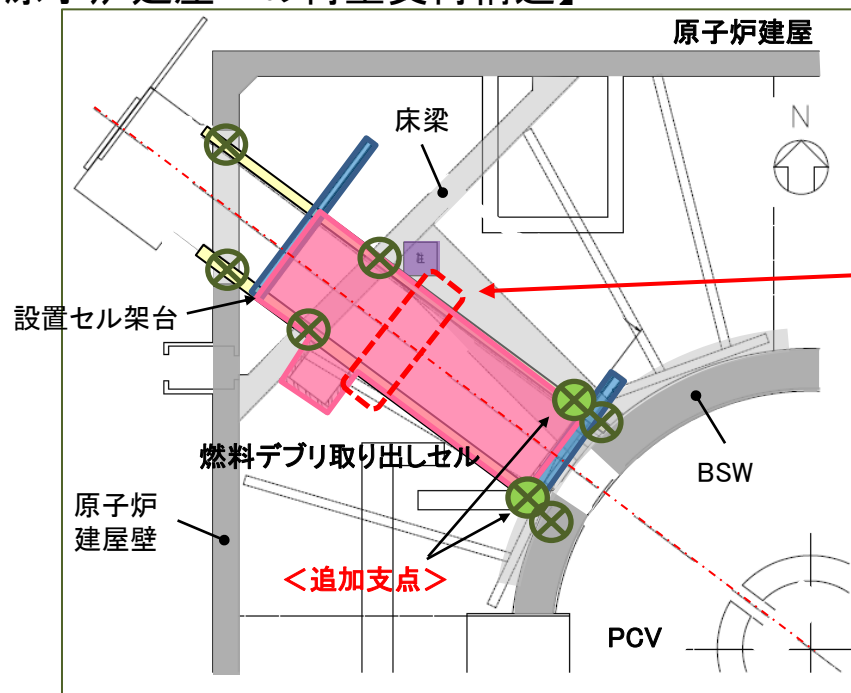 原子炉建屋
床梁
N
柱
設置セル架台
燃料デブリ取り出しセル
BSW
原子炉
建屋壁
<追加支点>
PCV